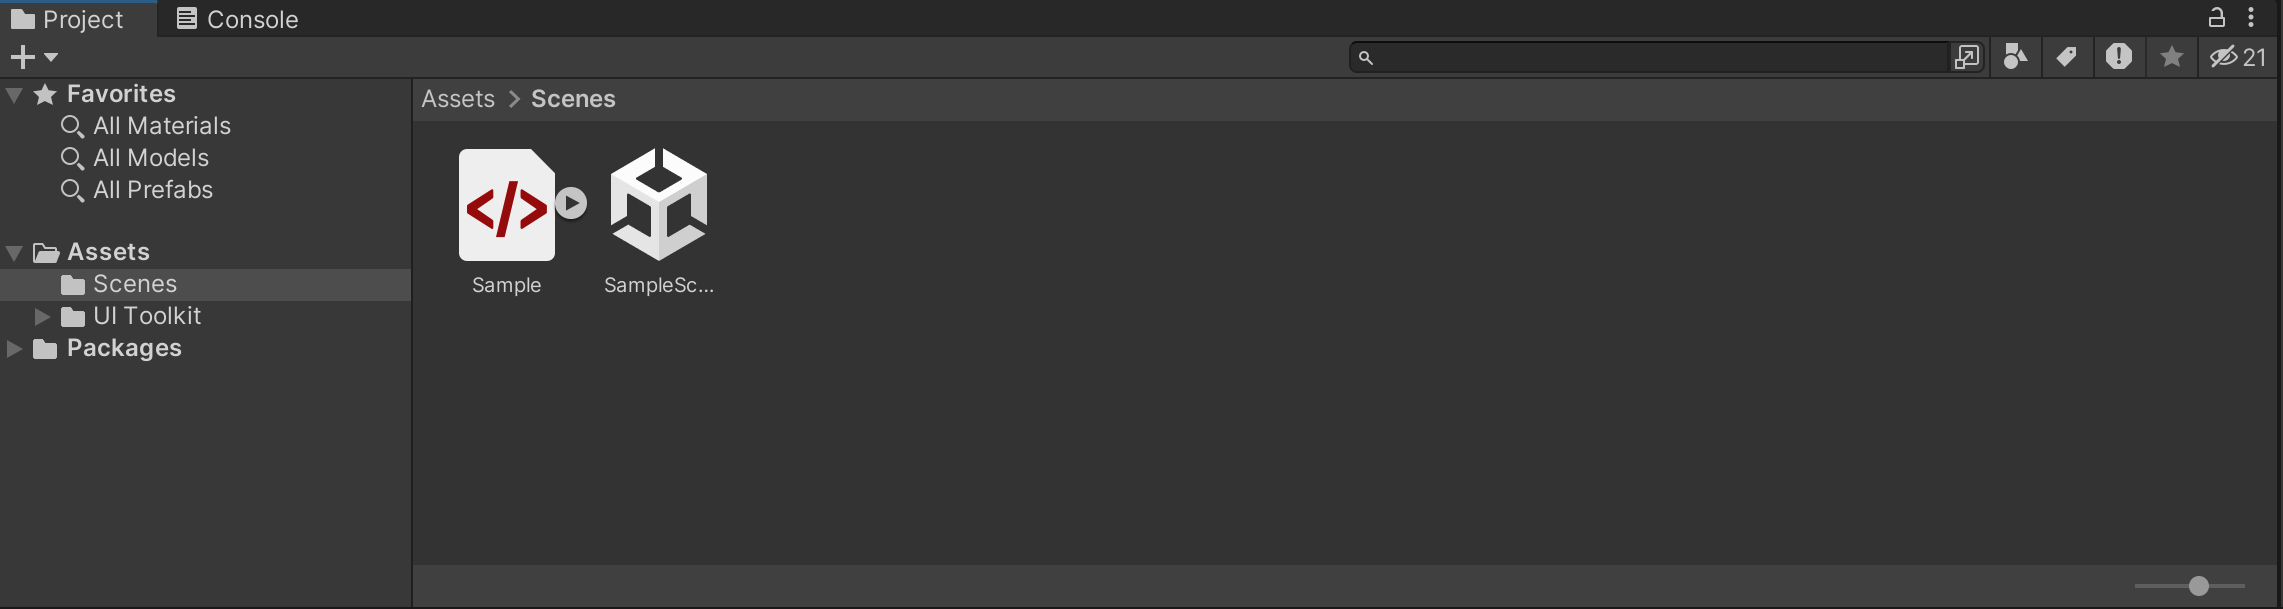 Project Console
21
Favorites
All Materials
All Models
All Prefabs
Assets
Scenes
UI Toolkit
Packages
Assets > Scenes
</>
Sample SampleSc...